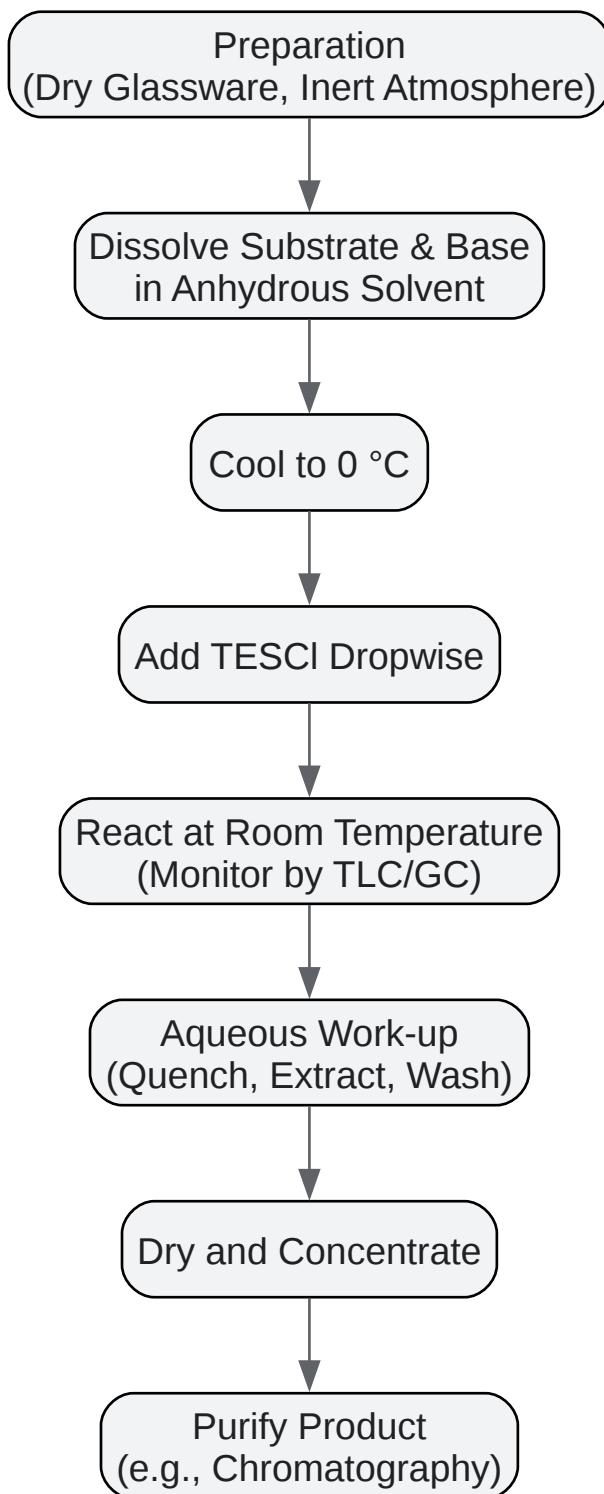 Preparation
(Dry Glassware, Inert Atmosphere)
Dissolve Substrate & Base
in Anhydrous Solvent
Cool to 0 °C
Add TESCl Dropwise
React at Room Temperature
(Monitor by TLC/GC)
Aqueous Work-up
(Quench, Extract, Wash)
Dry and Concentrate
Purify Product
(e.g., Chromatography)